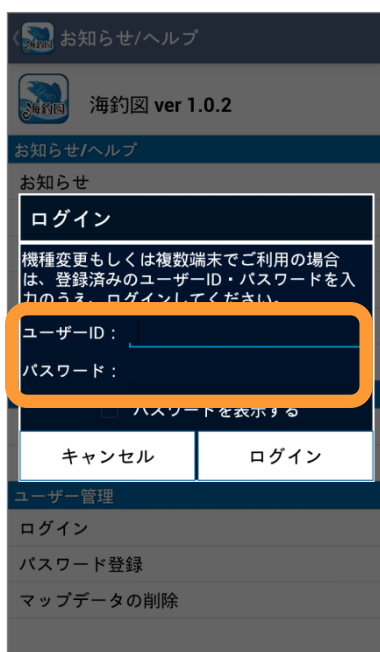 お知らせ/ヘルプ
海釣図
海釣図 ver 1.0.2
お知らせ/ヘルプ
お知らせ
ログイン
機種変更もしくは複数端末でご利用の場合
は、登録済みのユーザーID・パスワードを入
力のうえ、ログインしてください。
ユーザーID：
パスワード：
パスワードを表示する
キャンセル
ログイン
ユーザー管理
ログイン
パスワード登録
マップデータの削除